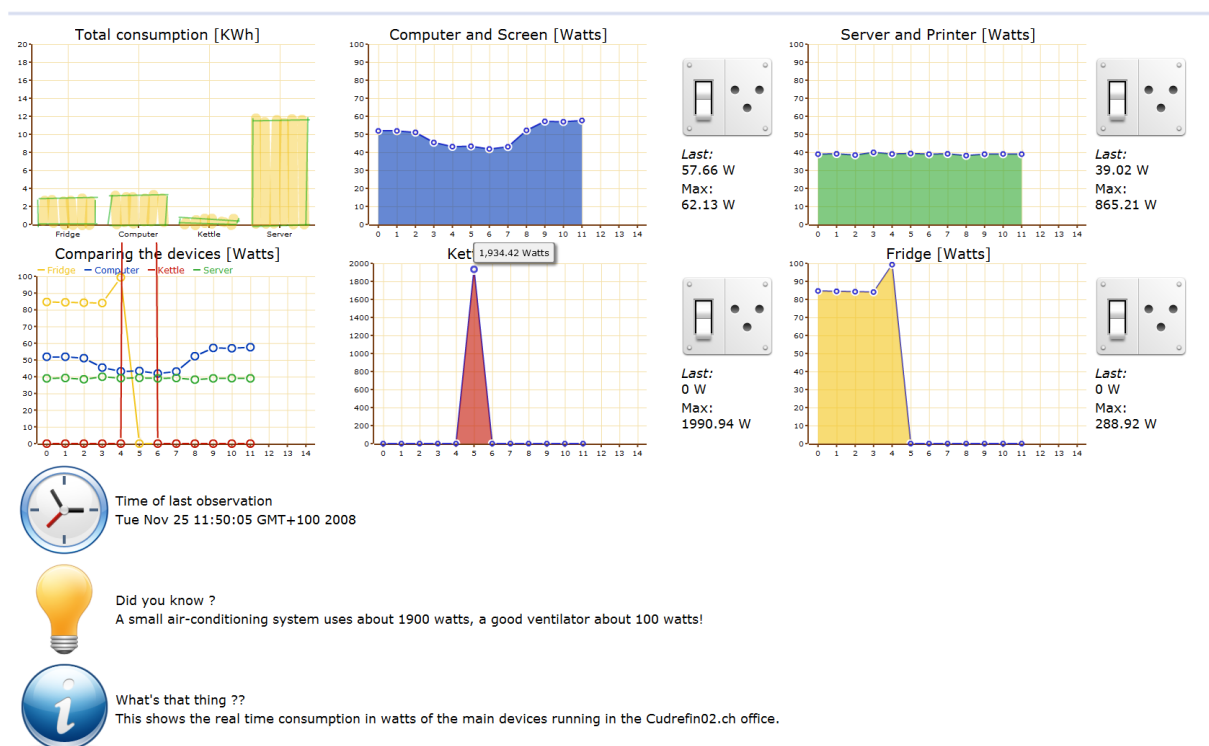 Total consumption [KWh]
20
18
16
14
12
10
8
6
4
2
0
Fridge Computer Kettle Server
Computer and Screen [Watts]
100
90
80
70
60
50
40
30
20
10
0
0 1 2 3 4 5 6 7 8 9 10 11 12 13 14
Last:
57.66 W
Max:
62.13 W
Server and Printer [Watts]
100
90
80
70
60
50
40
30
20
10
0
0 1 2 3 4 5 6 7 8 9 10 11 12 13 14
Last:
39.02 W
Max:
865.21 W
Comparing the devices [Watts]
Fridge Computer Kettle Server
100
90
80
70
60
50
40
30
20
10
0
0 1 2 3 4 5 6 7 8 9 10 11 12 13 14
1,934.42 Watts
2000
1800
1600
1400
1200
1000
800
600
400
200
0
0 1 2 3 4 5 6 7 8 9 10 11 12 13 14
Last:
0 W
Max:
1990.94 W
Fridge [Watts]
100
90
80
70
60
50
40
30
20
10
0
0 1 2 3 4 5 6 7 8 9 10 11 12 13 14
Last:
0 W
Max:
288.92 W
Time of last observation
Tue Nov 25 11:50:05 GMT+100 2008
Did you know ?
A small air-conditioning system uses about 1900 watts, a good ventilator about 100 watts!
What's that thing ??
This shows the real time consumption in watts of the main devices running in the Cudrefin02.ch office.